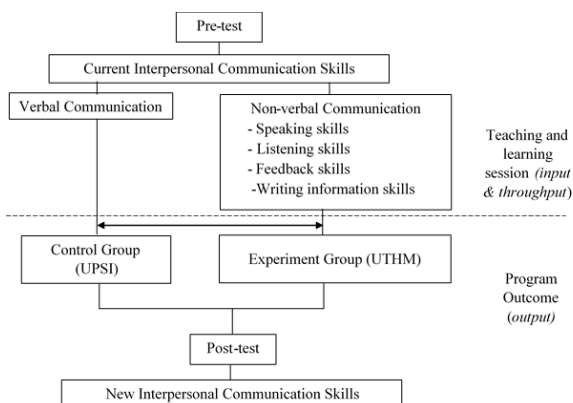 Pre-test
Current Interpersonal Communication Skills
Verbal Communication
Non-verbal Communication
- Speaking skills
- Listening skills
- Feedback skills
-Writing information skills
Teaching and
learning
session (input
& throughput)
Control Group
(UPSI)
Experiment Group (UTHM)
Program
Outcome
(output)
Post-test
New Interpersonal Communication Skills